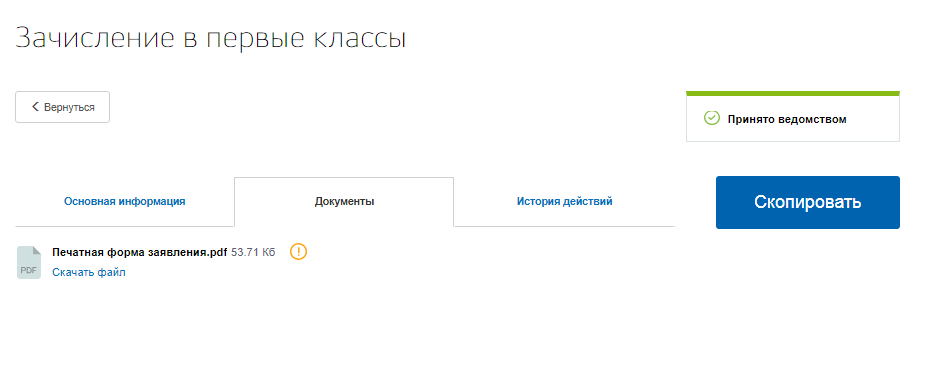 Зачисление в первые классы
Вернуться
Принято ведомством
Основная информация
Документы
История действий
Скопировать
Печатная форма заявления.pdf 53.71 Кб
PDF
Скачать файл